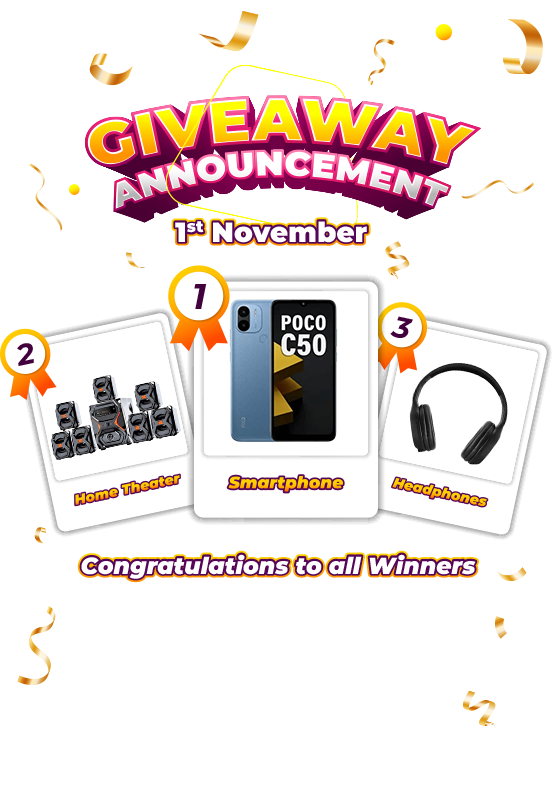 GIVEAWAY
ANNOUNCEMENT
1st November
1
2
3
POCO
C50
Home Theater
Smartphone
Headphones
Congratulations to all Winners